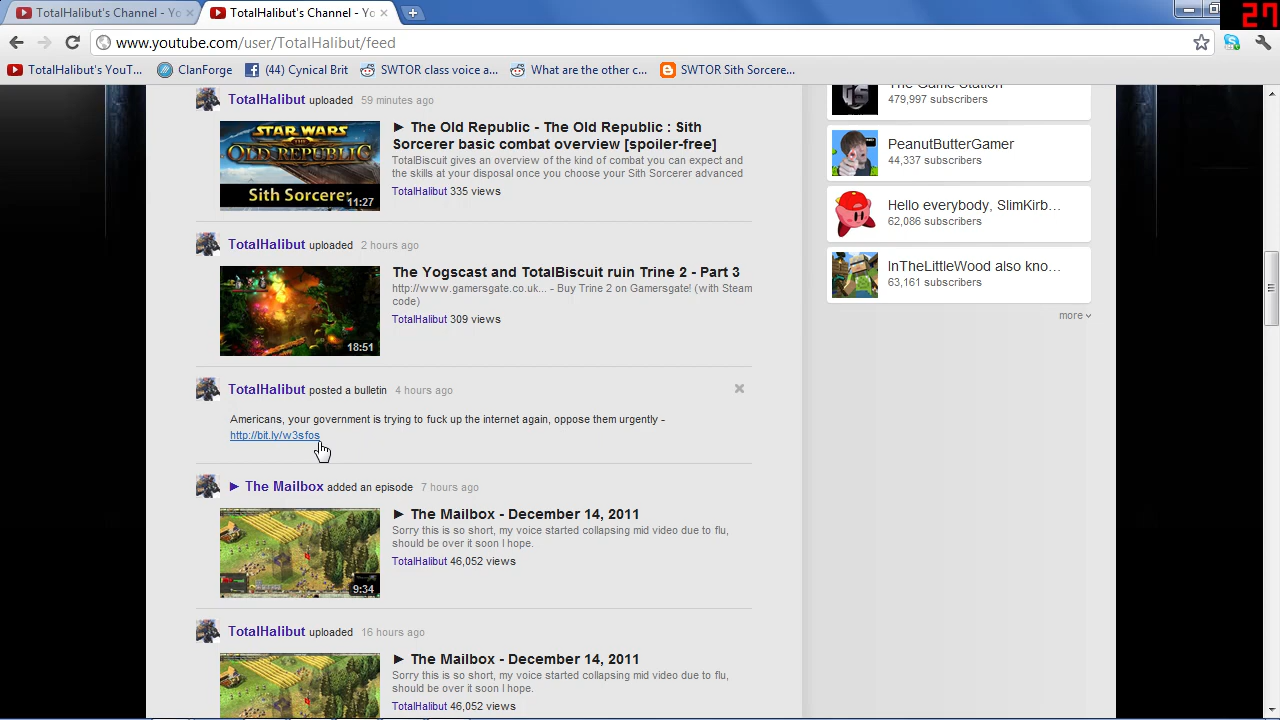 TotalHalibut's Channel - Yo
TotalHalibut's Channel - Yo
27
www.youtube.com/user/TotalHalibut/feed
TotalHalibut's YouT...
ClanForge
(44) Cynical Brit
SWTOR class voice a...
What are the other c...
SWTOR Sith Sorcere...
TotalHalibut uploaded 59 minutes ago
STAR WARS
THE OLD REPUBLIC
Sith Sorcerer
11:27
► The Old Republic - The Old Republic : Sith
Sorcerer besic combat overview [spoiler-free]
TotalBiscuit gives an overview of the kind of combat you can expect and
the skills at your disposal once you choose your Sith Sorcerer advanced
TotalHalibut 335 views
TotalHalibut uploaded 2 hours ago
18:51
The Yogscast and TotalBiscuit ruin Trine 2 - Part 3
http://www.gamersgate.co.uk... - Buy Trine 2 on Gamersgate! (with Steam
code)
TotalHalibut 309 views
TotalHalibut posted a bulletin 4 hours ago
Americans, your government is trying to fuck up the internet again, oppose them urgently -
http://bit.ly/w3sfos
► The Mailbox added an episode 7 hours ago
9:34
► The Mailbox - December 14, 2011
Sorry this is so short, my voice started collapsing mid video due to flu,
should be over it soon I hope.
TotalHalibut 46,052 views
TotalHalibut uploaded 16 hours ago
► The Mailbox - December 14, 2011
Sorry this is so short, my voice started collapsing mid video due to flu,
should be over it soon I hope.
TotalHalibut 46,052 views
The Game Station
479,997 subscribers
PeanutButterGamer
44,337 subscribers
Hello everybody, SlimKirb...
62,086 subscribers
InTheLittleWood also kno...
63,161 subscribers
more